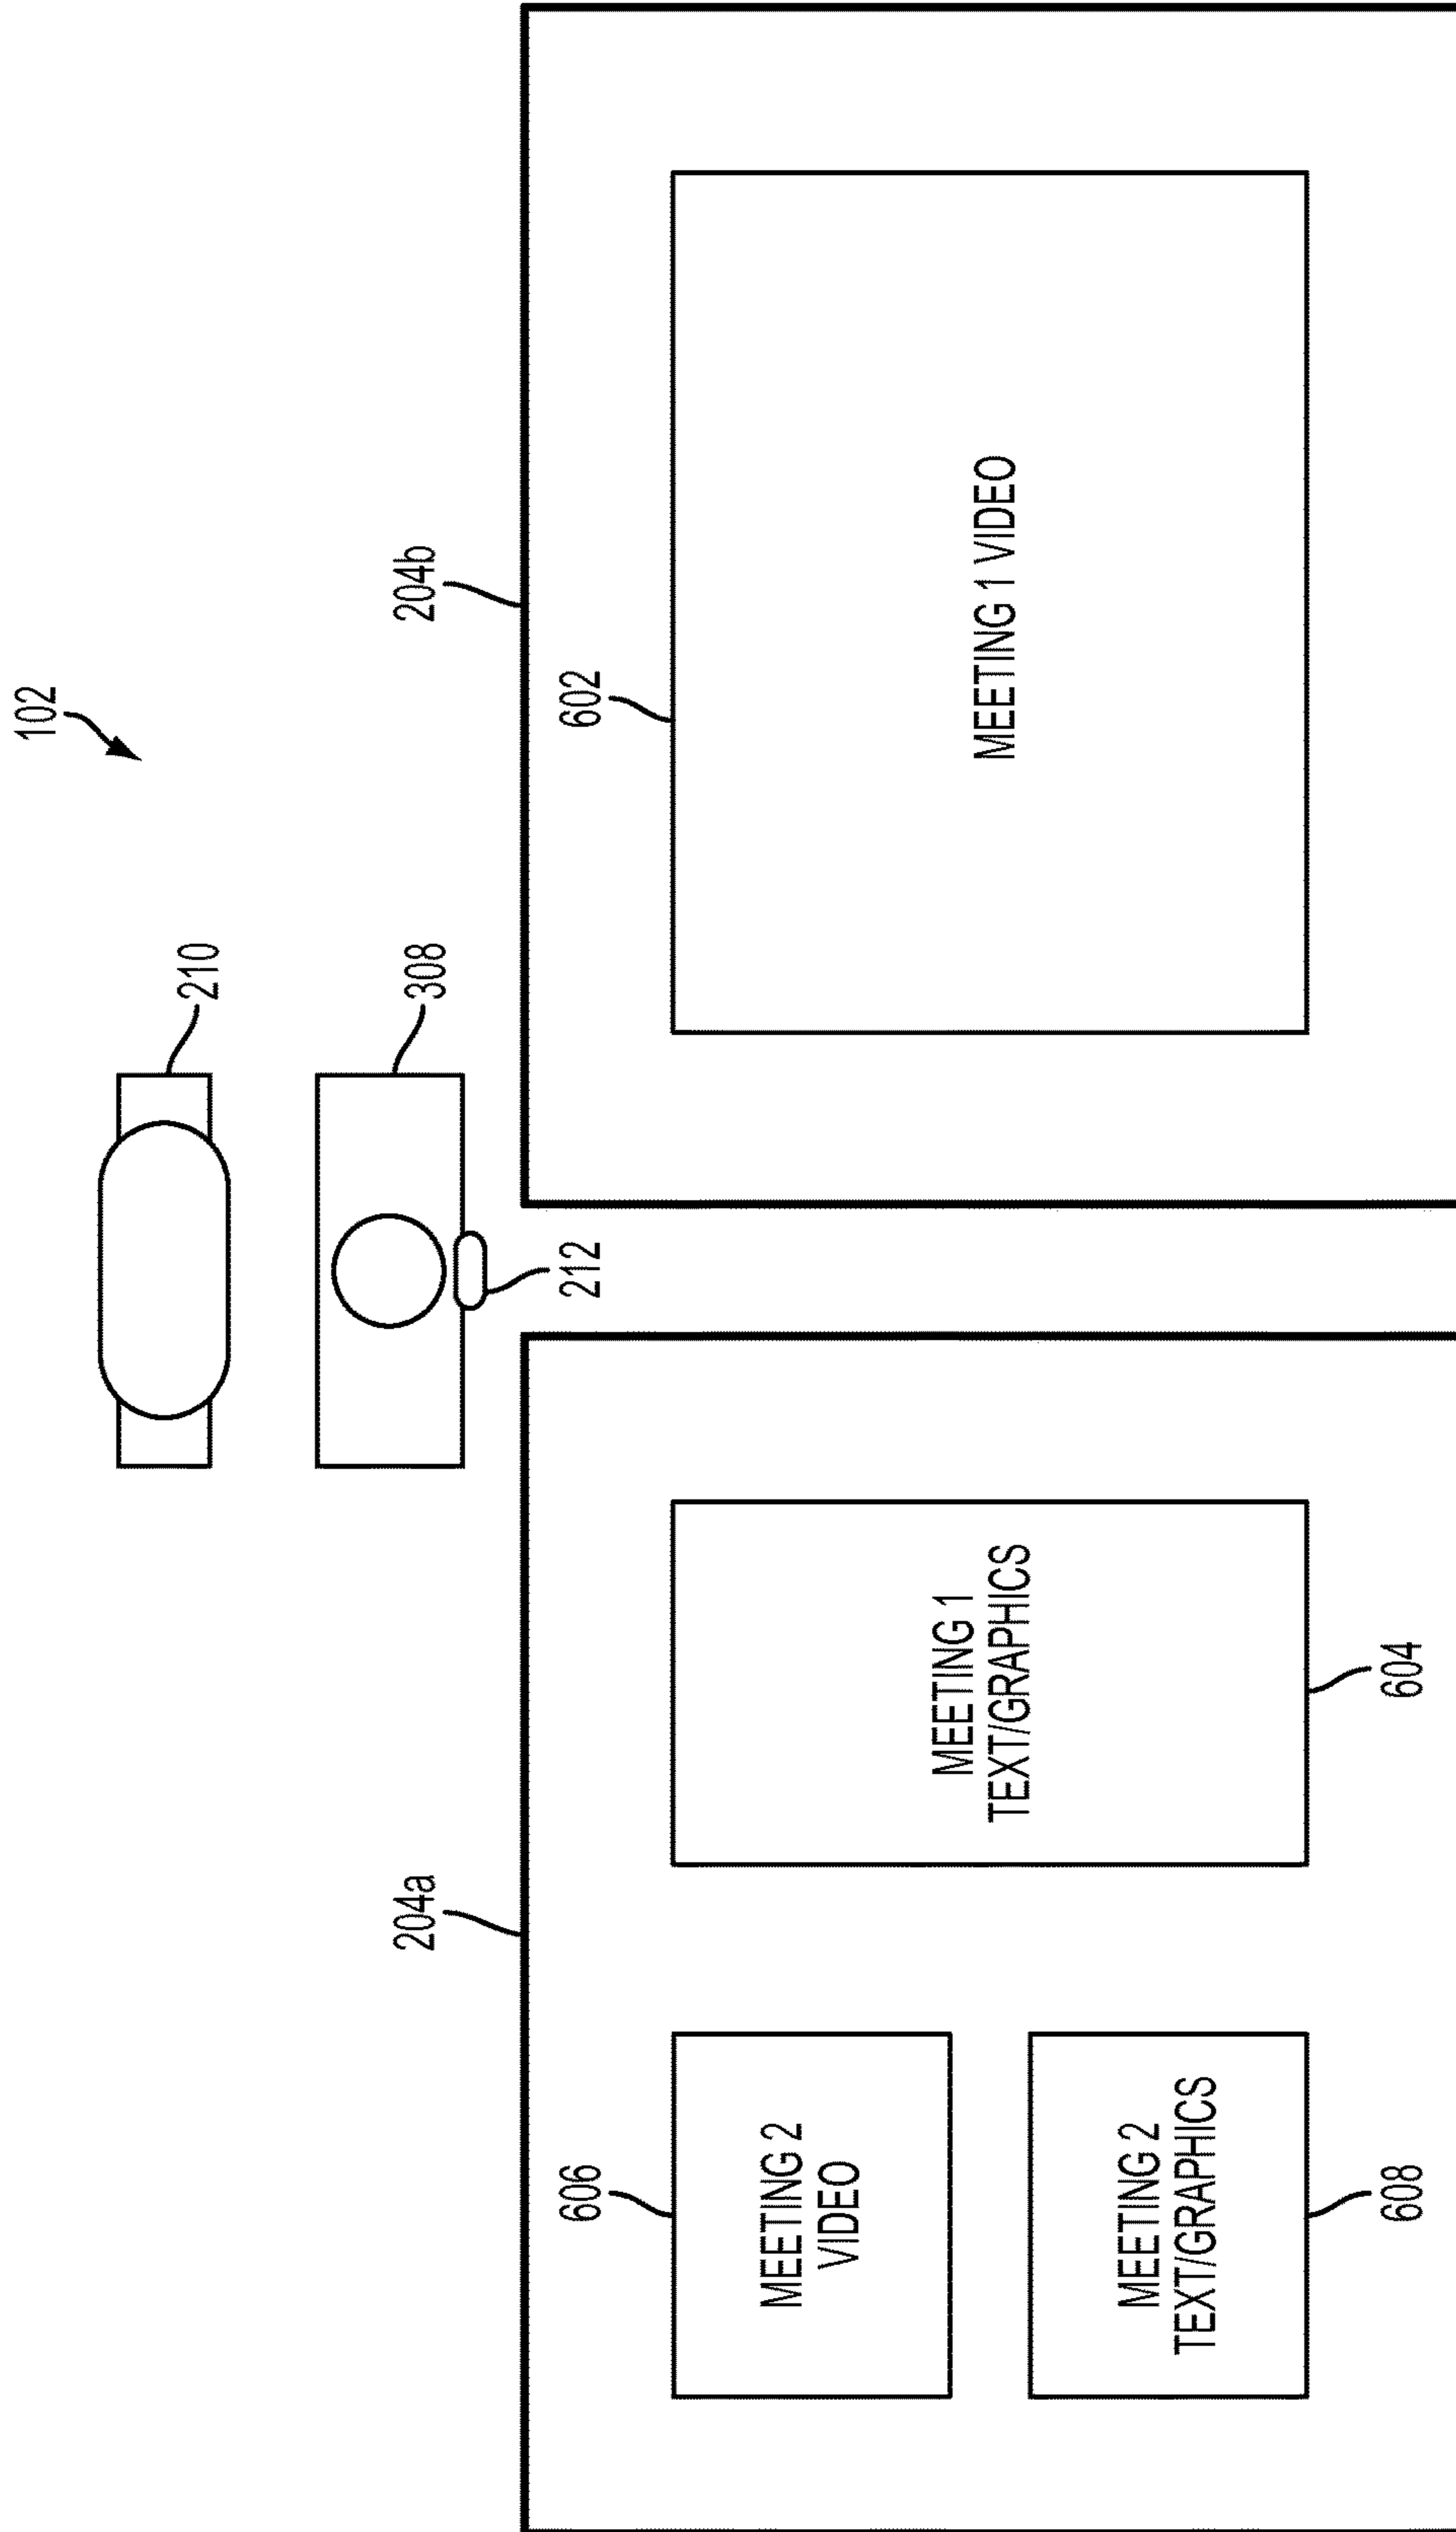 102
210
308
212
204a
204b
606
MEETING 2
VIDEO
MEETING 1
TEXT/GRAPHICS
602
MEETING 1 VIDEO
MEETING 2
TEXT/GRAPHICS
608
604